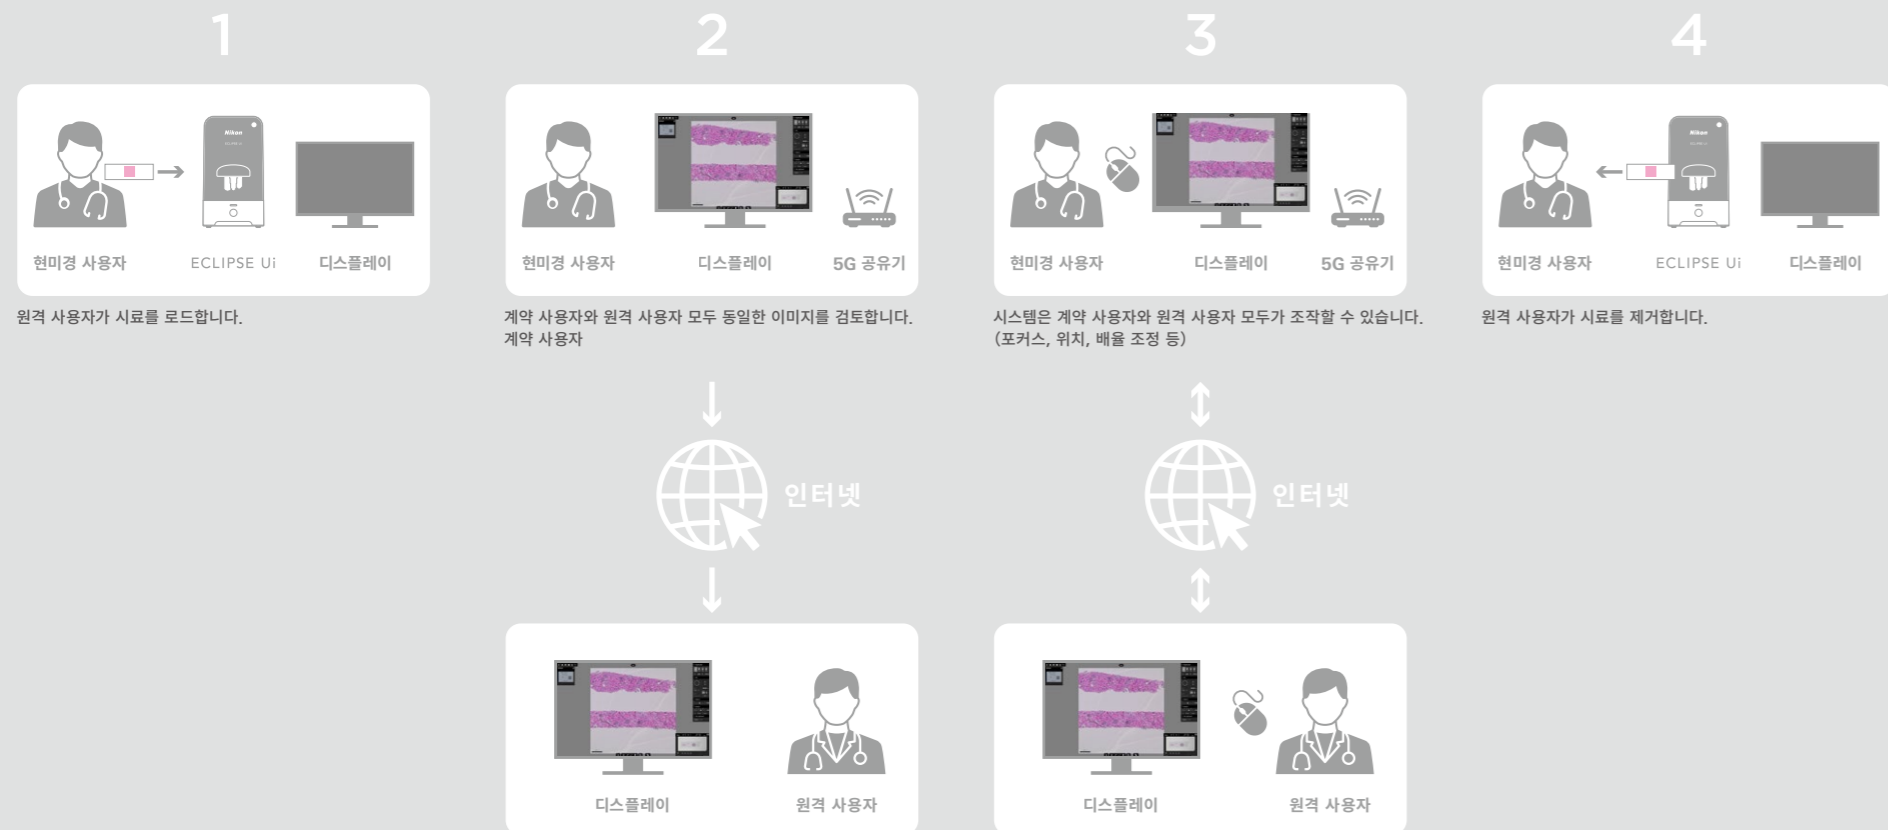 1
현미경 사용자
Nikon
ECLIPSE Ui
디스플레이
원격 사용자가 시료를 로드합니다.
2
현미경 사용자
디스플레이
5G 공유기
계약 사용자와 원격 사용자 모두 동일한 이미지를 검토합니다.
계약 사용자
인터넷
디스플레이
원격 사용자
3
현미경 사용자
디스플레이
5G 공유기
시스템은 계약 사용자와 원격 사용자 모두가 조작할 수 있습니다.
(포커스, 위치, 배율 조정 등)
인터넷
디스플레이
원격 사용자
4
현미경 사용자
Nikon
ECLIPSE Ui
디스플레이
원격 사용자가 시료를 제거합니다.